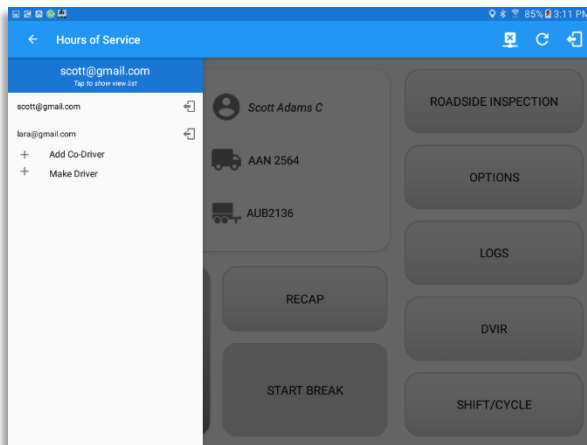 85% 3:11 PM
Hours of Service
scott@gmail.com
Tap to show view list
scott@gmail.com
lara@gmail.com
+ Add Co-Driver
+ Make Driver
Scott Adams C
AAN 2564
AUB2136
RECAP
START BREAK
ROADSIDE INSPECTION
OPTIONS
LOGS
DVIR
SHIFT/CYCLE